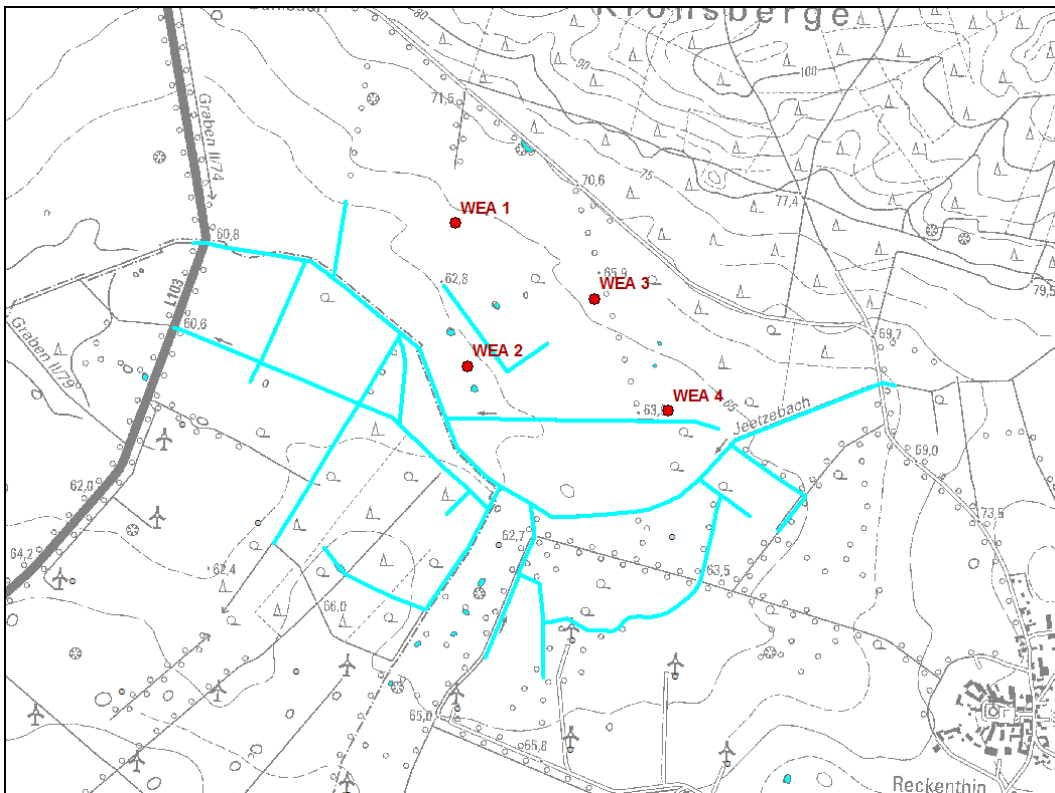 Kronsberge
80
90
100
71,5
Graben II/74
75
70,6
77,4
WEA 1
60,8
79,5
62,8
65,9
WEA 3
L103
60,6
69,7
WEA 2
Graben II/79
WEA 4
65
Jeetzebach
69,0
62,0
73,5
64,2
62,7
62,4
63,5
66,0
65,0
65,8
Reckenthin